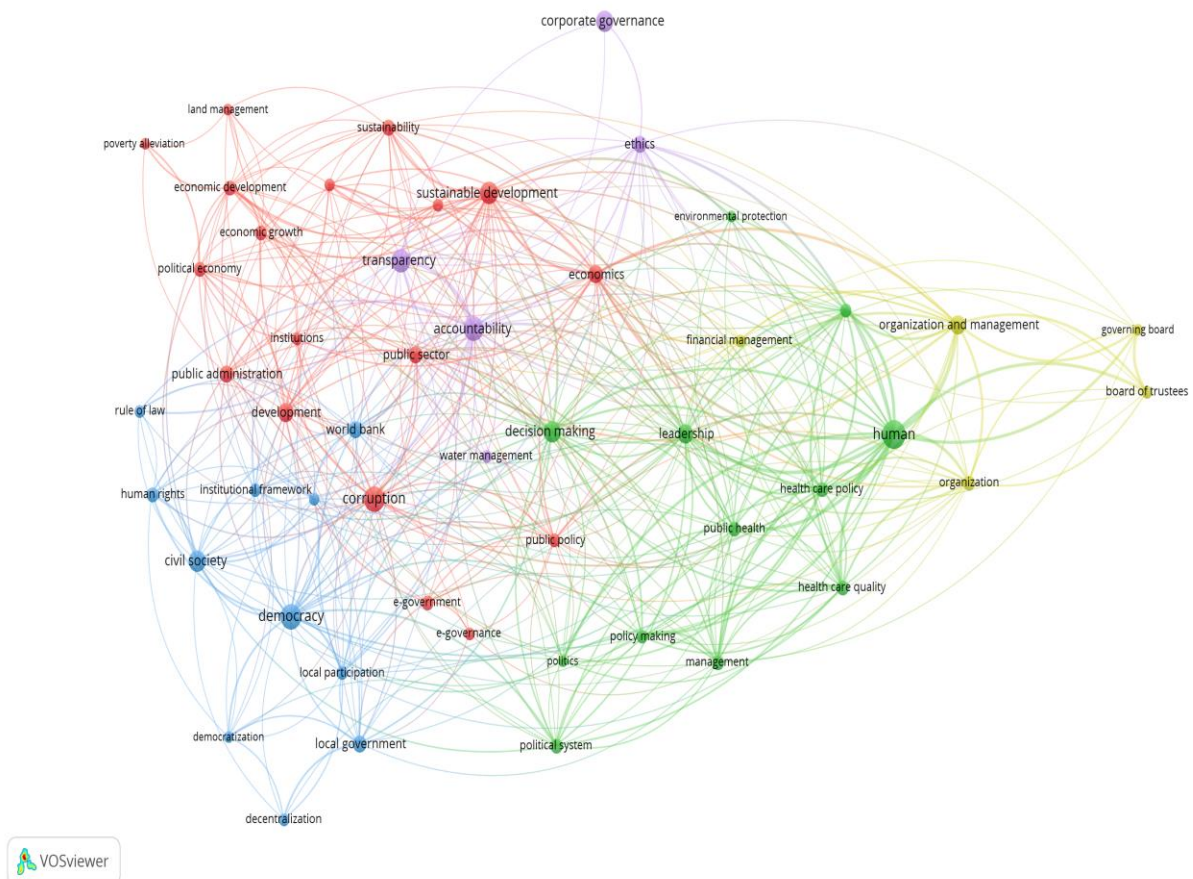 corporate governance
land management
sustainability
poverty alleviation
ethics
economic development
sustainable development
environmental protection
economic growth
transparency
political economy
economics
accountability
organization and management
governing board
institutions
financial management
public sector
public administration
board of trustees
rule of law
development
world bank
decision making
leadership
human
water management
human rights
institutional framework
corruption
health care policy
organization
public health
public policy
civil society
health care quality
e-government
democracy
e-governance
policy making
politics
management
local participation
democratization
local government
political system
decentralization
VOSviewer